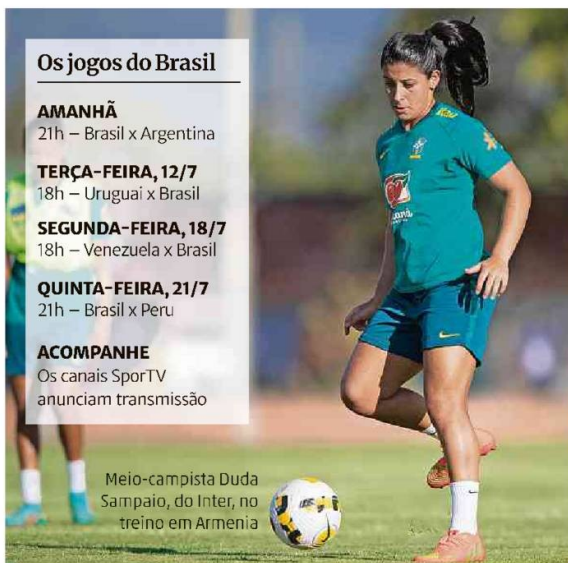 Os jogos do Brasil
AMANHÃ
21h – Brasil x Argentina
TERÇA-FEIRA, 12/7
18h – Uruguai x Brasil
SEGUNDA-FEIRA, 18/7
18h – Venezuela x Brasil
QUINTA-FEIRA, 21/7
21h – Brasil x Peru
ACOMPANHE
Os canais SporTV
anunciam transmissão
Meio-campista Duda
Sampaio, do Inter, no
treino em Armenia